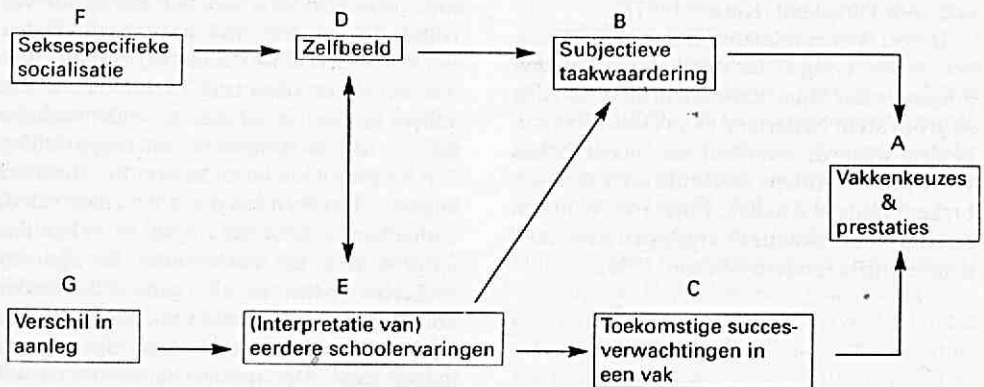 F
D
B
Seksespecifieke
socialisatie
Zelfbeeld
Subjectieve
taakwaardering
A
Vakkenkeuzes
&
prestaties
G
E
C
Verschil in
aanleg
(Interpretatie van)
eerdere schoolervaringen
Toekomstige succes-
verwachtingen in
een vak